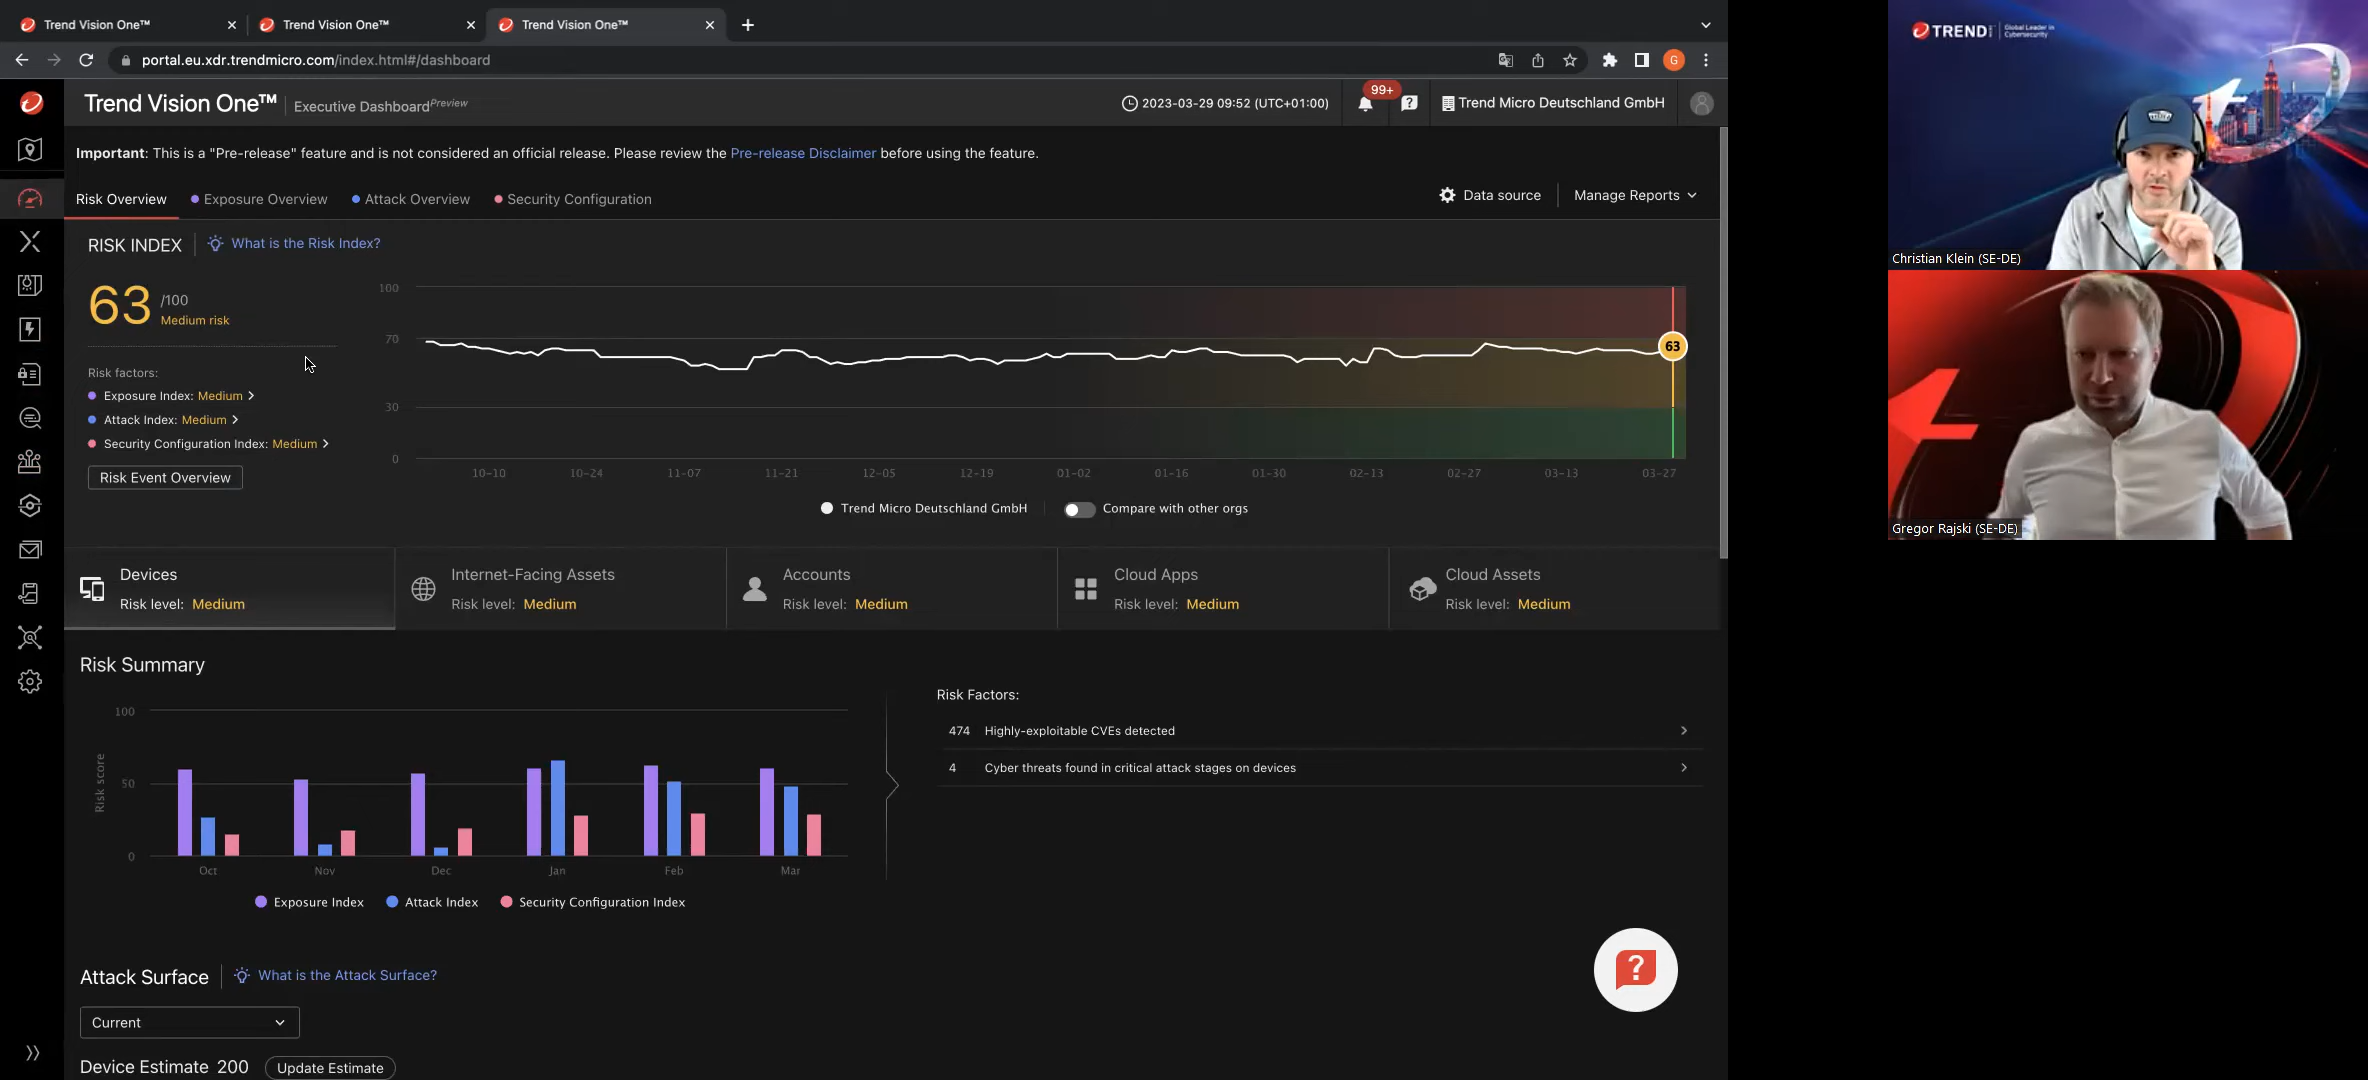 Trend Vision One™
Trend Vision One™
Trend Vision One™
portal.eu.xdr.trendmicro.com/index.html#/dashboard
G
Trend Vision One™ | Executive Dashboard Preview
2023-03-29 09:52 (UTC+01:00)
99+
Trend Micro Deutschland GmbH
Important: This is a "Pre-release" feature and is not considered an official release. Please review the Pre-release Disclaimer before using the feature.
Risk Overview
Exposure Overview
Attack Overview
Security Configuration
Data source
Manage Reports
RISK INDEX
What is the Risk Index?
63 /100
Medium risk
Risk factors:
Exposure Index: Medium
Attack Index: Medium
Security Configuration Index: Medium
Risk Event Overview
100
70
30
0
63
10-10 10-24 11-07 11-21 12-05 12-19 01-02 01-16 01-30 02-13 02-27 03-13 03-27
Trend Micro Deutschland GmbH
Compare with other orgs
Devices
Risk level: Medium
Internet-Facing Assets
Risk level: Medium
Accounts
Risk level: Medium
Cloud Apps
Risk level: Medium
Cloud Assets
Risk level: Medium
Risk Summary
Risk score
100
50
0
Oct Nov Dec Jan Feb Mar
Exposure Index
Attack Index
Security Configuration Index
Risk Factors:
474 Highly-exploitable CVEs detected
4 Cyber threats found in critical attack stages on devices
Attack Surface
What is the Attack Surface?
Current
Device Estimate 200
Update Estimate
TREND
Global Leader in
Cybersecurity
Christian Klein (SE-DE)
Gregor Rajski (SE-DE)